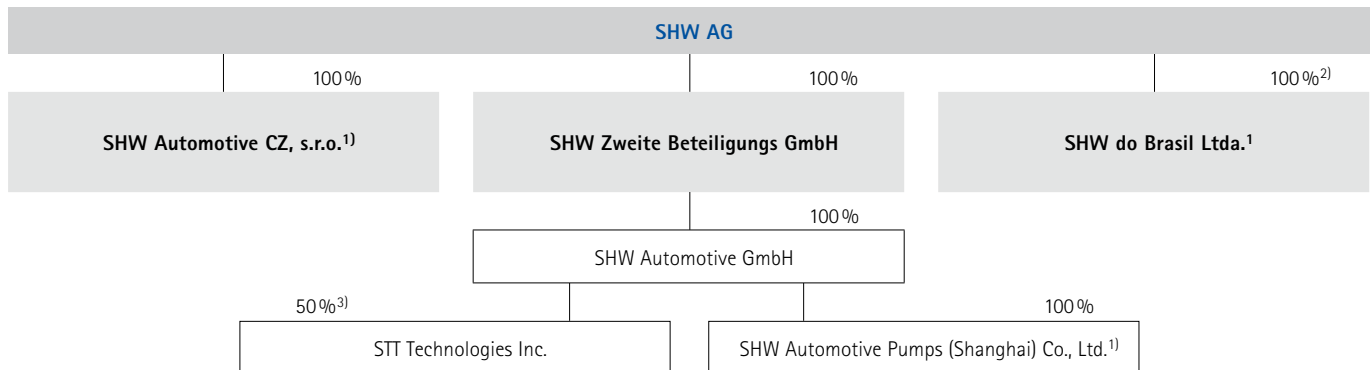 SHW AG
100 %
100 %
100 %2)
SHW Automotive CZ, s.r.o.1)
SHW Zweite Beteiligungs GmbH
SHW do Brasil Ltda.1
100 %
SHW Automotive GmbH
50 %3)
100 %
STT Technologies Inc.
SHW Automotive Pumps (Shanghai) Co., Ltd.1)